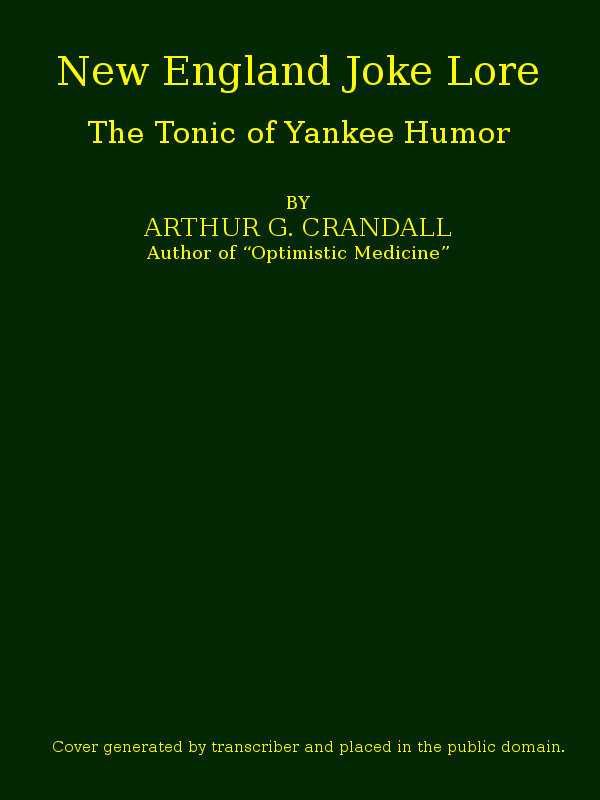 New England Joke Lore
The Tonic of Yankee Humor
BY
ARTHUR G. CRANDALL
Author of “Optimistic Medicine”
Cover generated by transcriber and placed in the public domain.